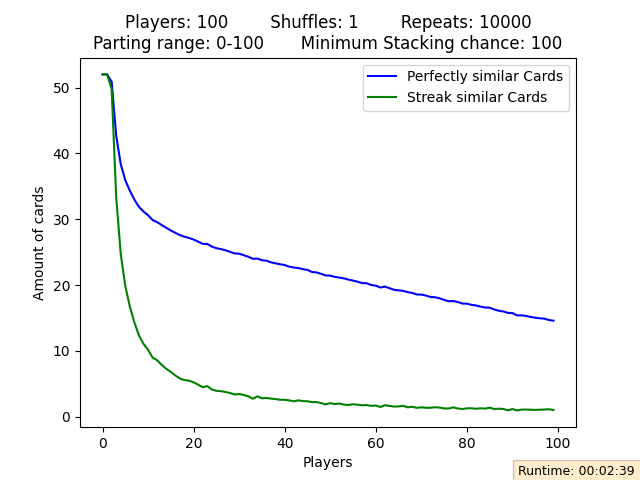 Players: 100 Shuffles: 1 Repeats: 10000
Parting range: 0-100 Minimum Stacking chance: 100
Perfectly similar Cards
Streak similar Cards
Amount of cards
50
40
30
20
10
0
0 20 40 60 80 100
Players
Runtime: 00:02:39